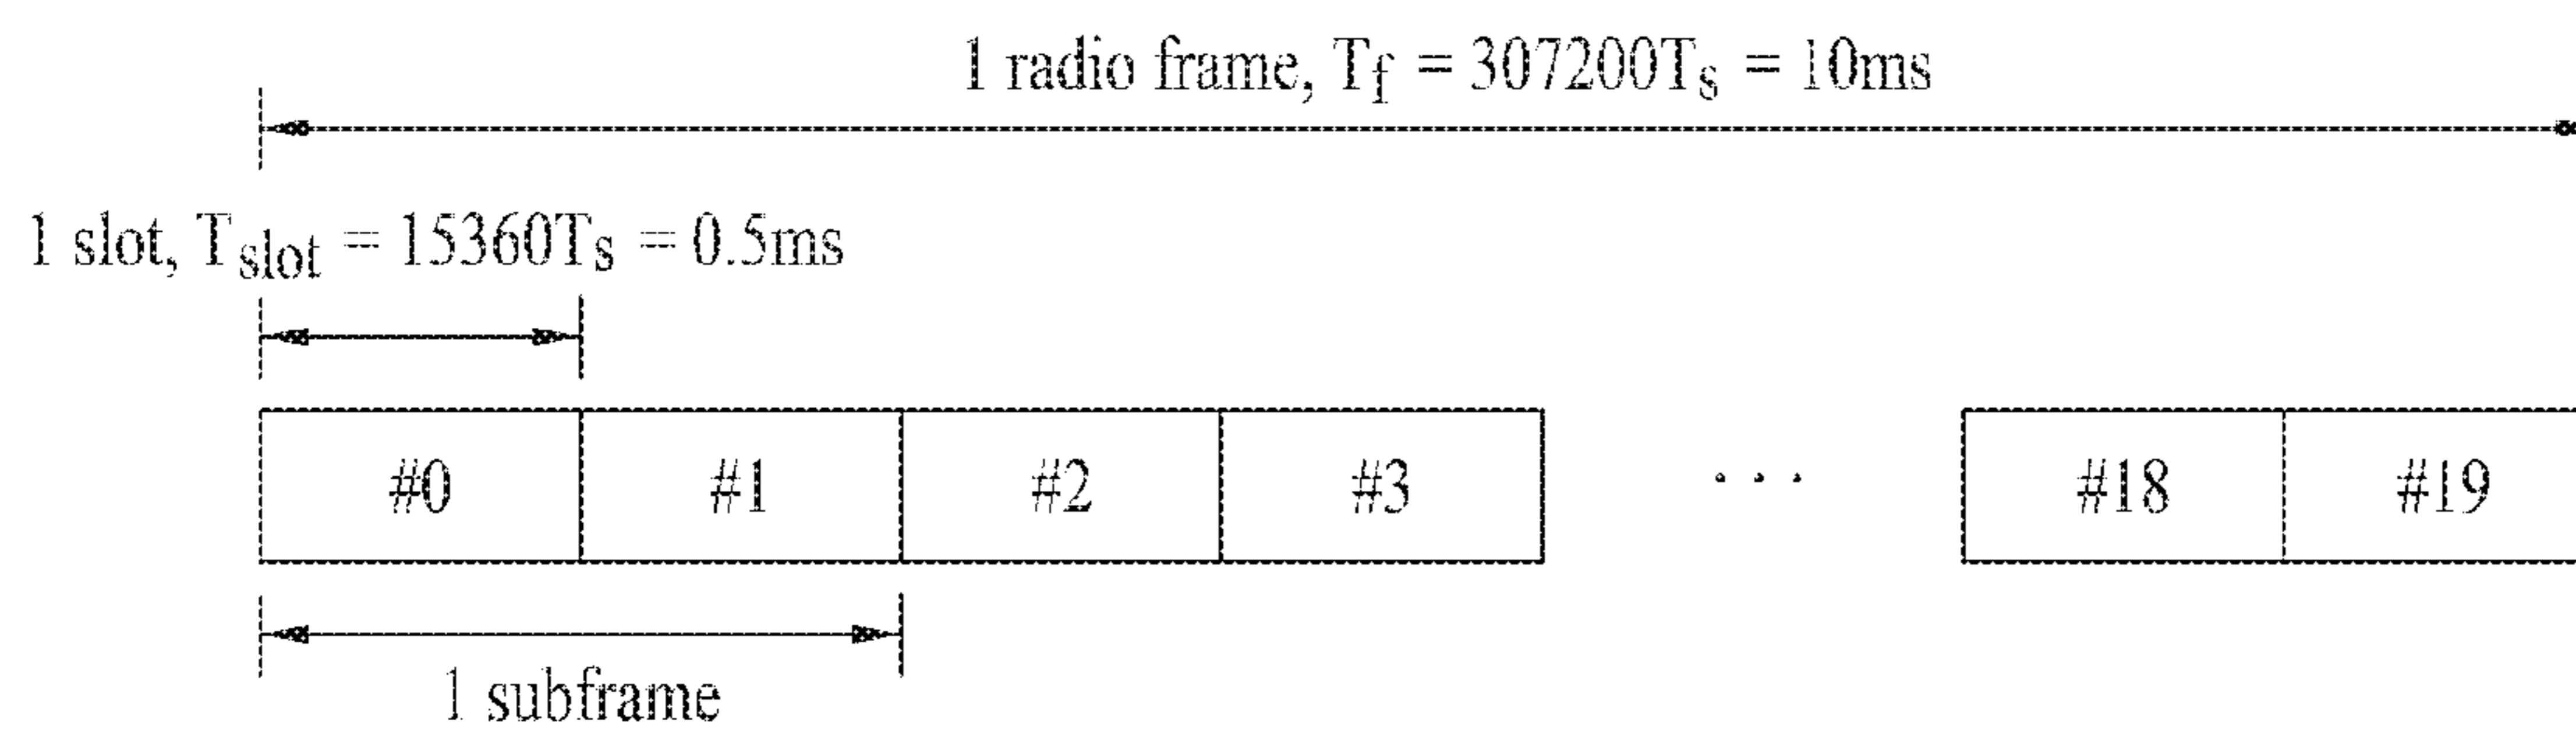 1 radio frame, Tf = 307200Ts = 10ms
1 slot, Tslot = 15360Ts = 0.5ms
#0 #1 #2 #3 · · · #18 #19
1 subframe